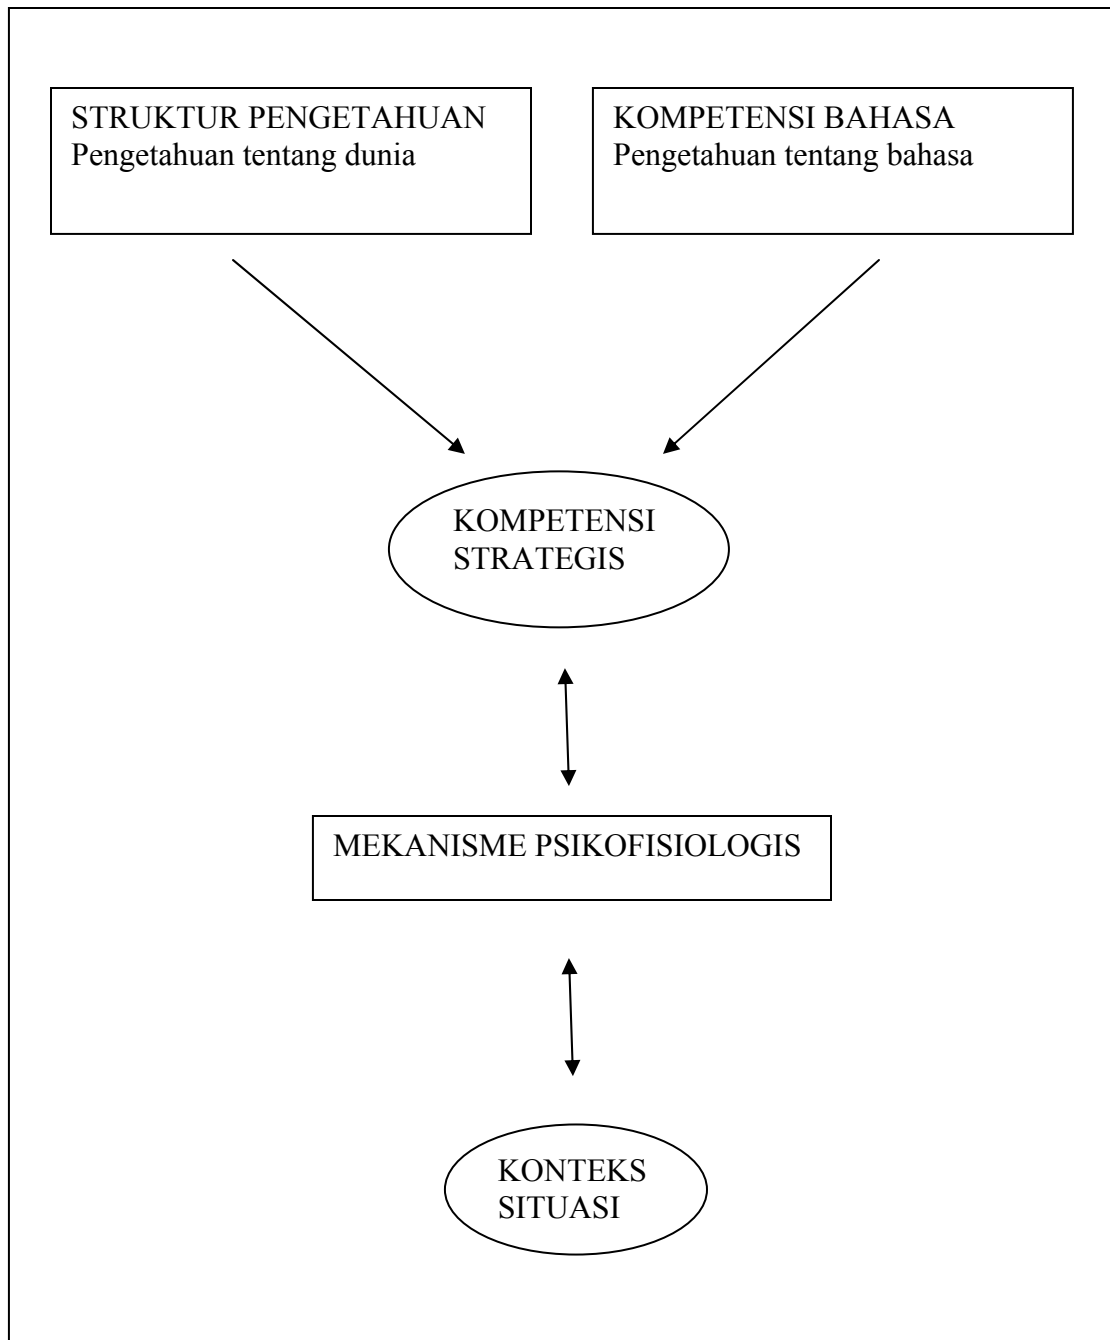 STRUKTUR PENGETAHUAN
Pengetahuan tentang dunia
KOMPETENSI BAHASA
Pengetahuan tentang bahasa
KOMPETENSI
STRATEGIS
MEKANISME PSIKOFISIOLOGIS
KONTEKS
SITUASI